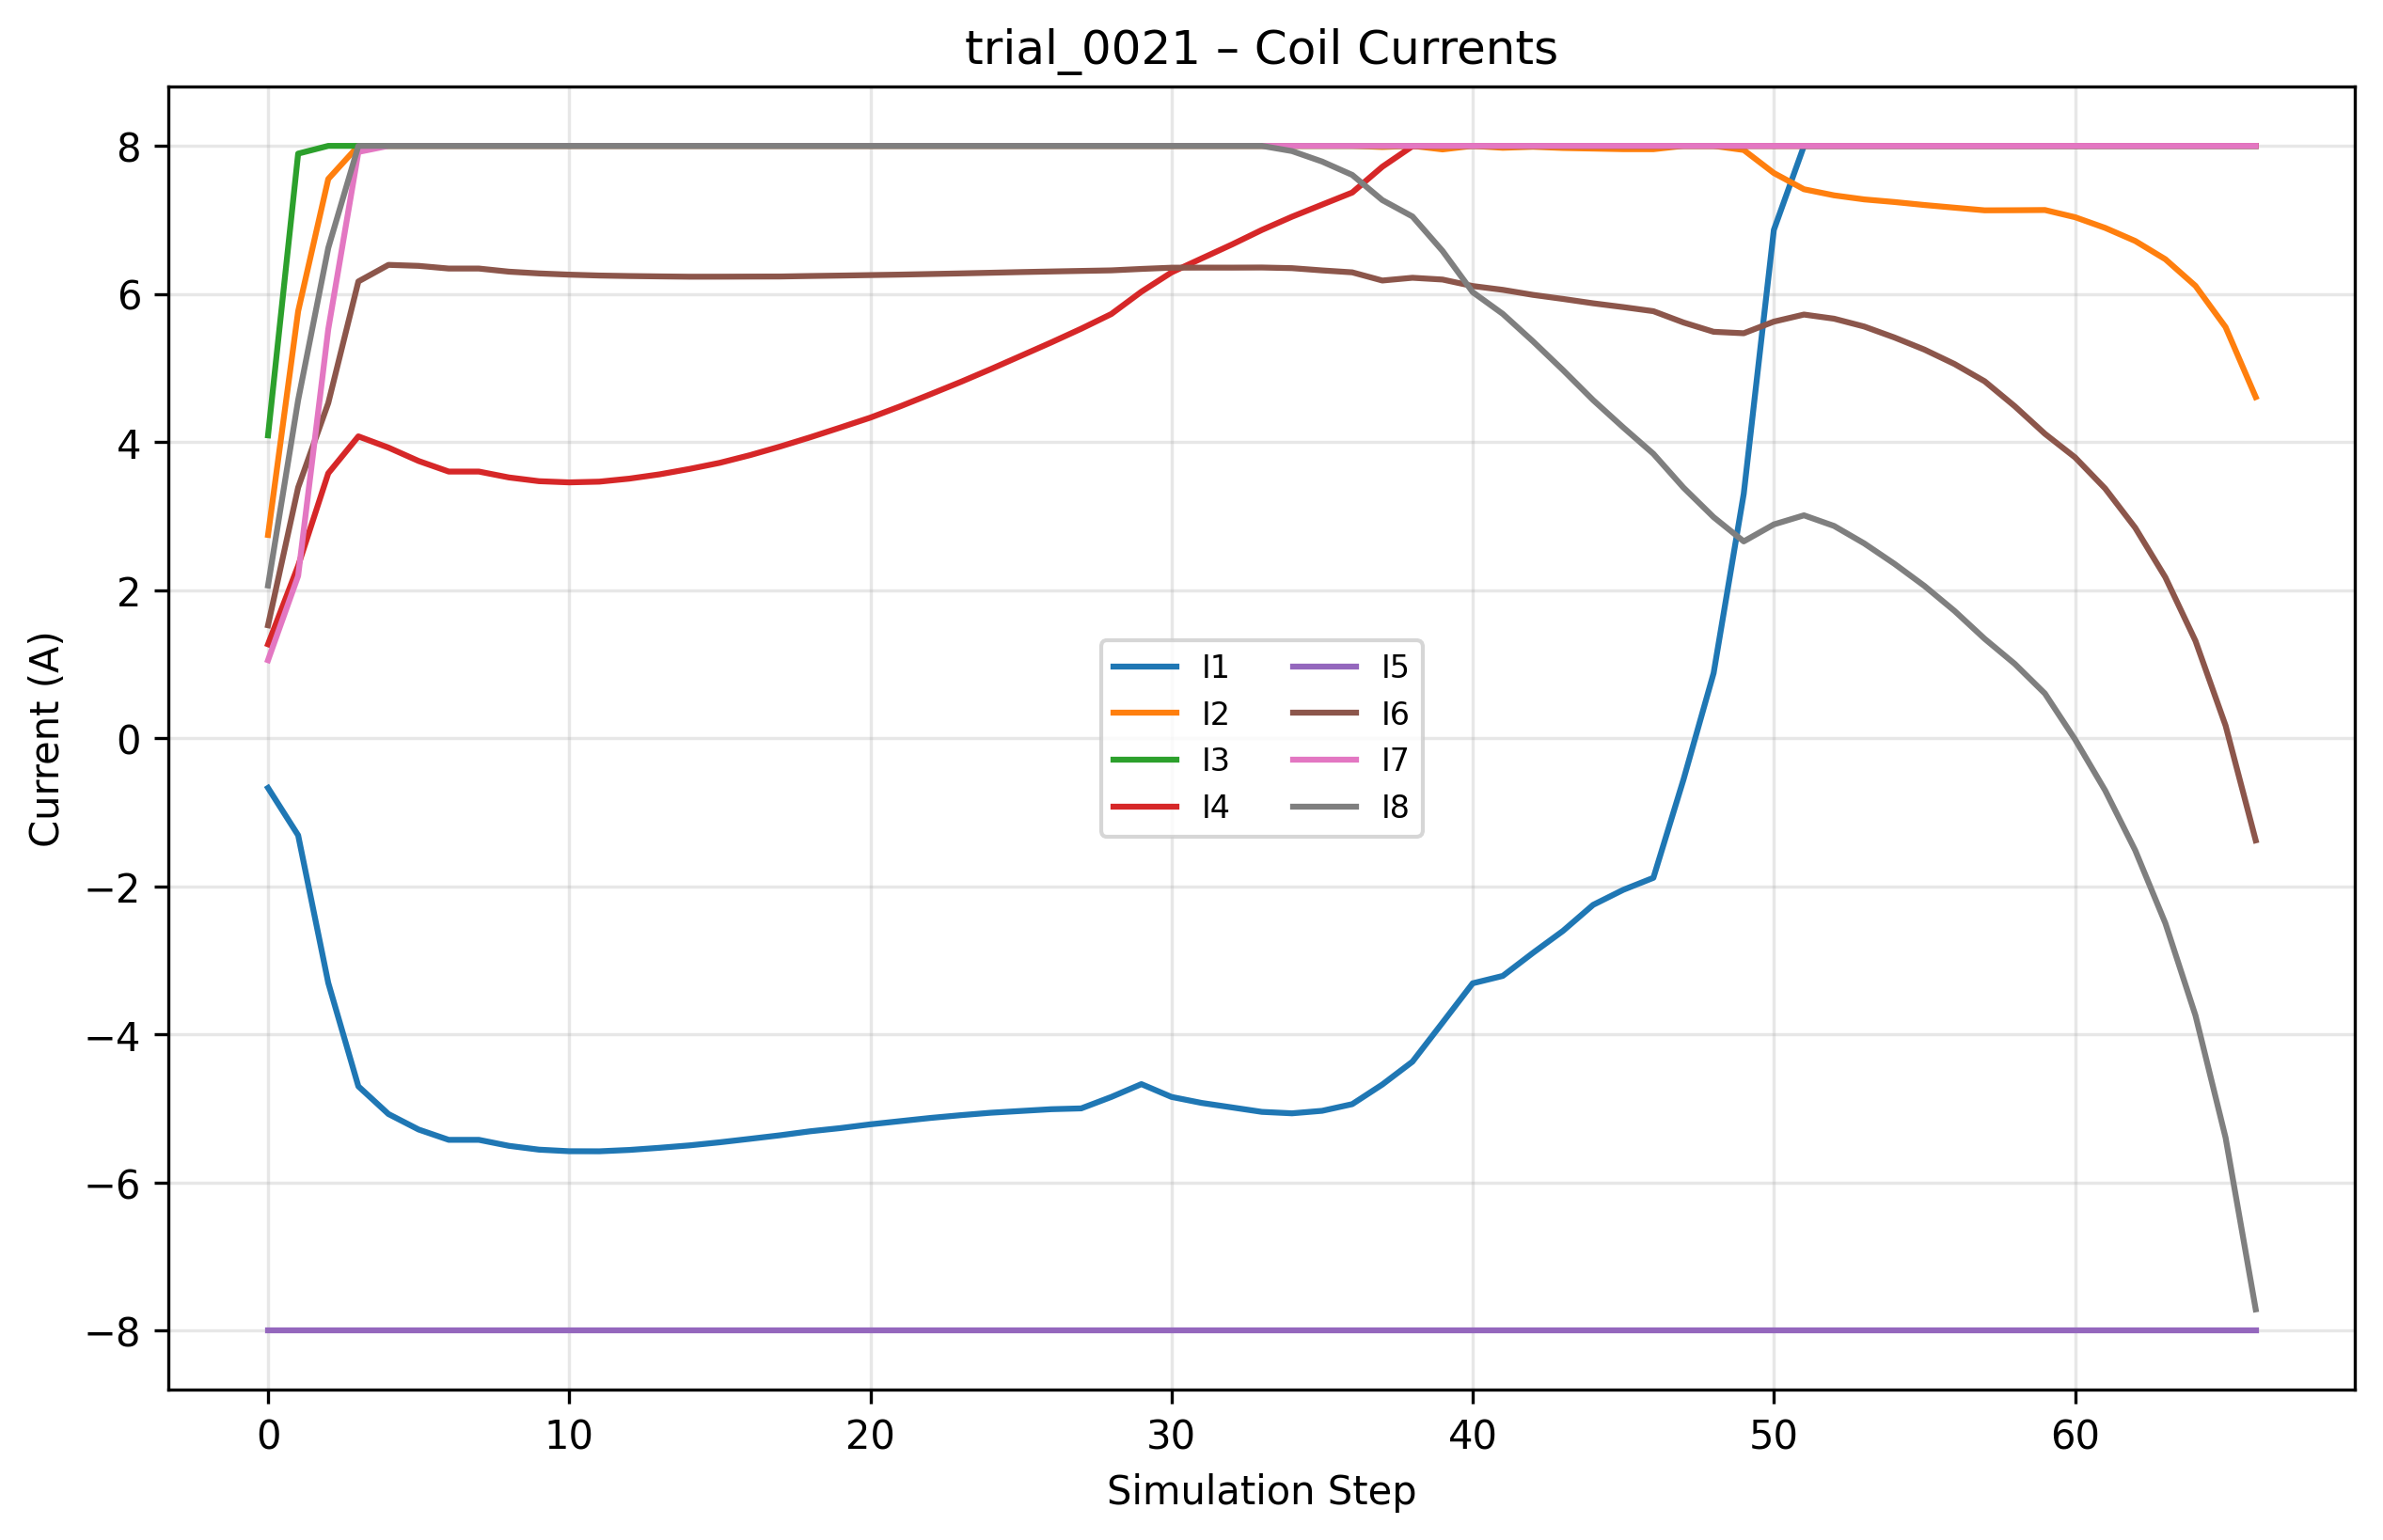 trial_0021 – Coil Currents
Current (A)
8
6
4
2
0
−2
−4
−6
−8
I1
I2
I3
I4
I5
I6
I7
I8
0 10 20 30 40 50 60
Simulation Step